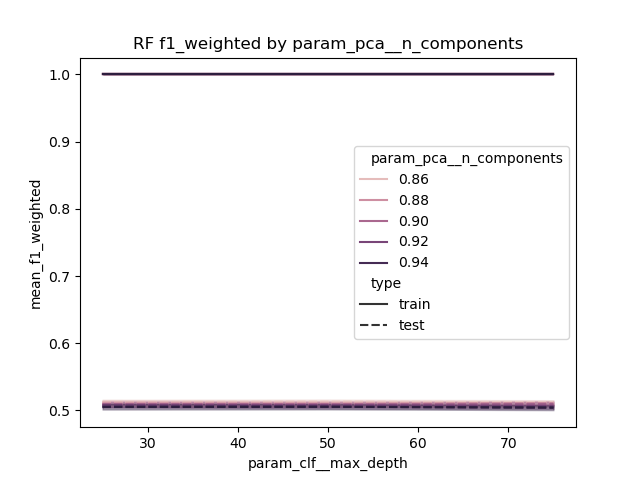 RF f1_weighted by param_pca__n_components
mean_f1_weighted
1.0
0.9
0.8
0.7
0.6
0.5
param_pca__n_components
0.86
0.88
0.90
0.92
0.94
type
train
test
30 40 50 60 70
param_clf__max_depth